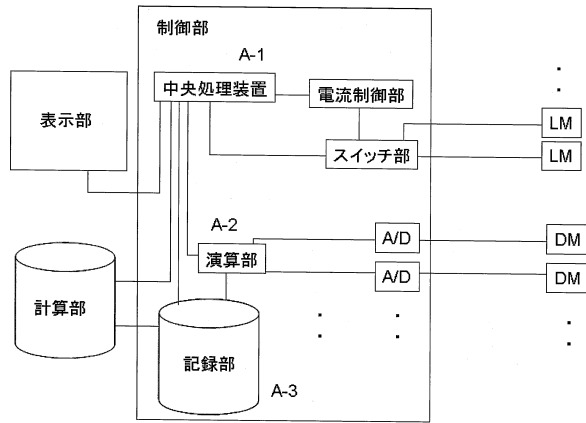 制御部
A-1
中央処理装置
電流制御部
表示部
LM
スイッチ部
LM
A-2
A/D
DM
演算部
A/D
DM
計算部
記録部
A-3